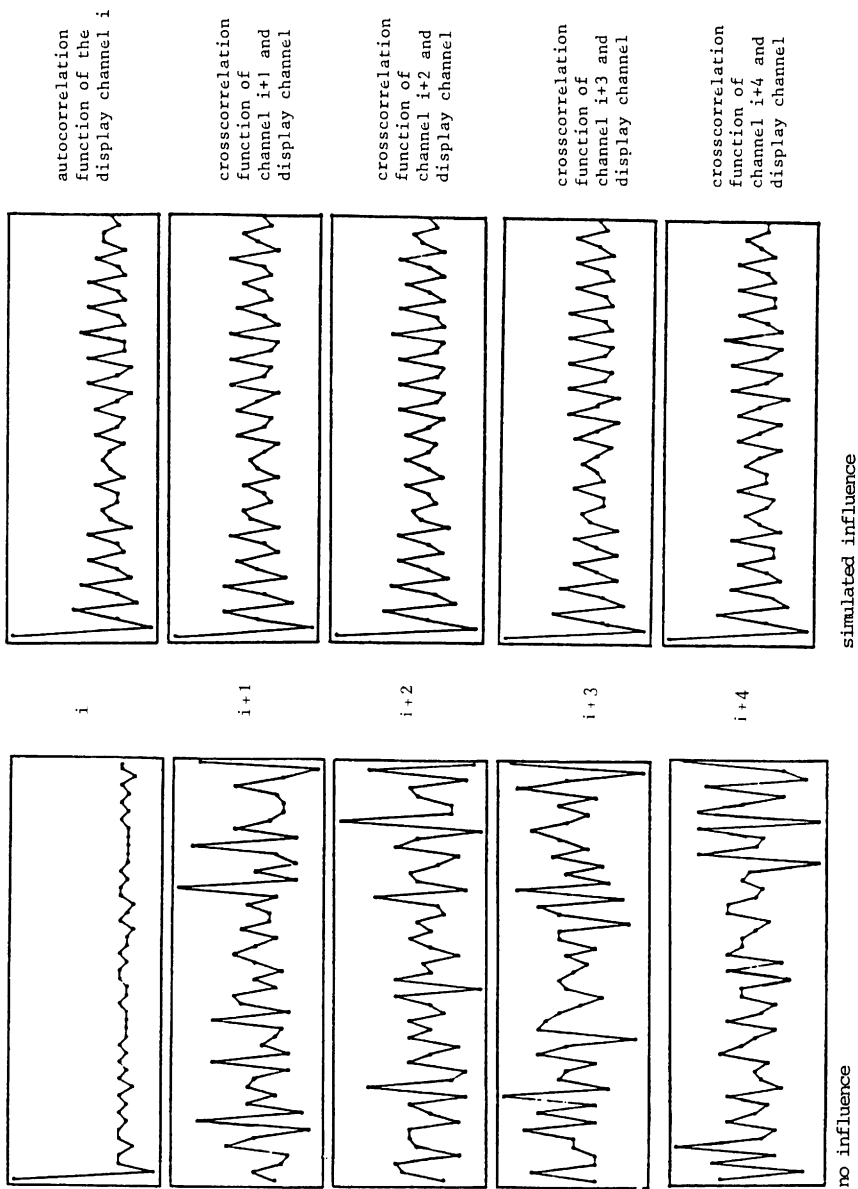 i
autocorrelation
function of the
display channel i
i+1
crosscorrelation
function of
channel i+1 and
display channel
i+2
crosscorrelation
function of
channel i+2 and
display channel
i+3
crosscorrelation
function of
channel i+3 and
display channel
i+4
crosscorrelation
function of
channel i+4 and
display channel
no influence
simulated influence